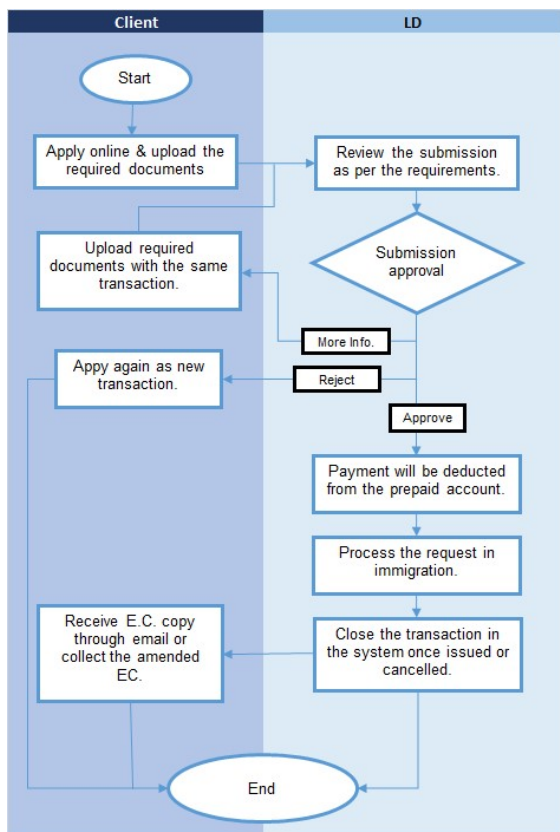 Client
LD
Start
Apply online & upload the
required documents
Review the submission
as per the requirements.
Upload required
documents with the same
transaction.
Submission
approval
More Info.
Appy again as new
transaction.
Reject
Approve
Payment will be deducted
from the prepaid account.
Process the request in
immigration.
Receive E.C. copy
through email or
collect the amended
EC.
Close the transaction in
the system once issued or
cancelled.
End